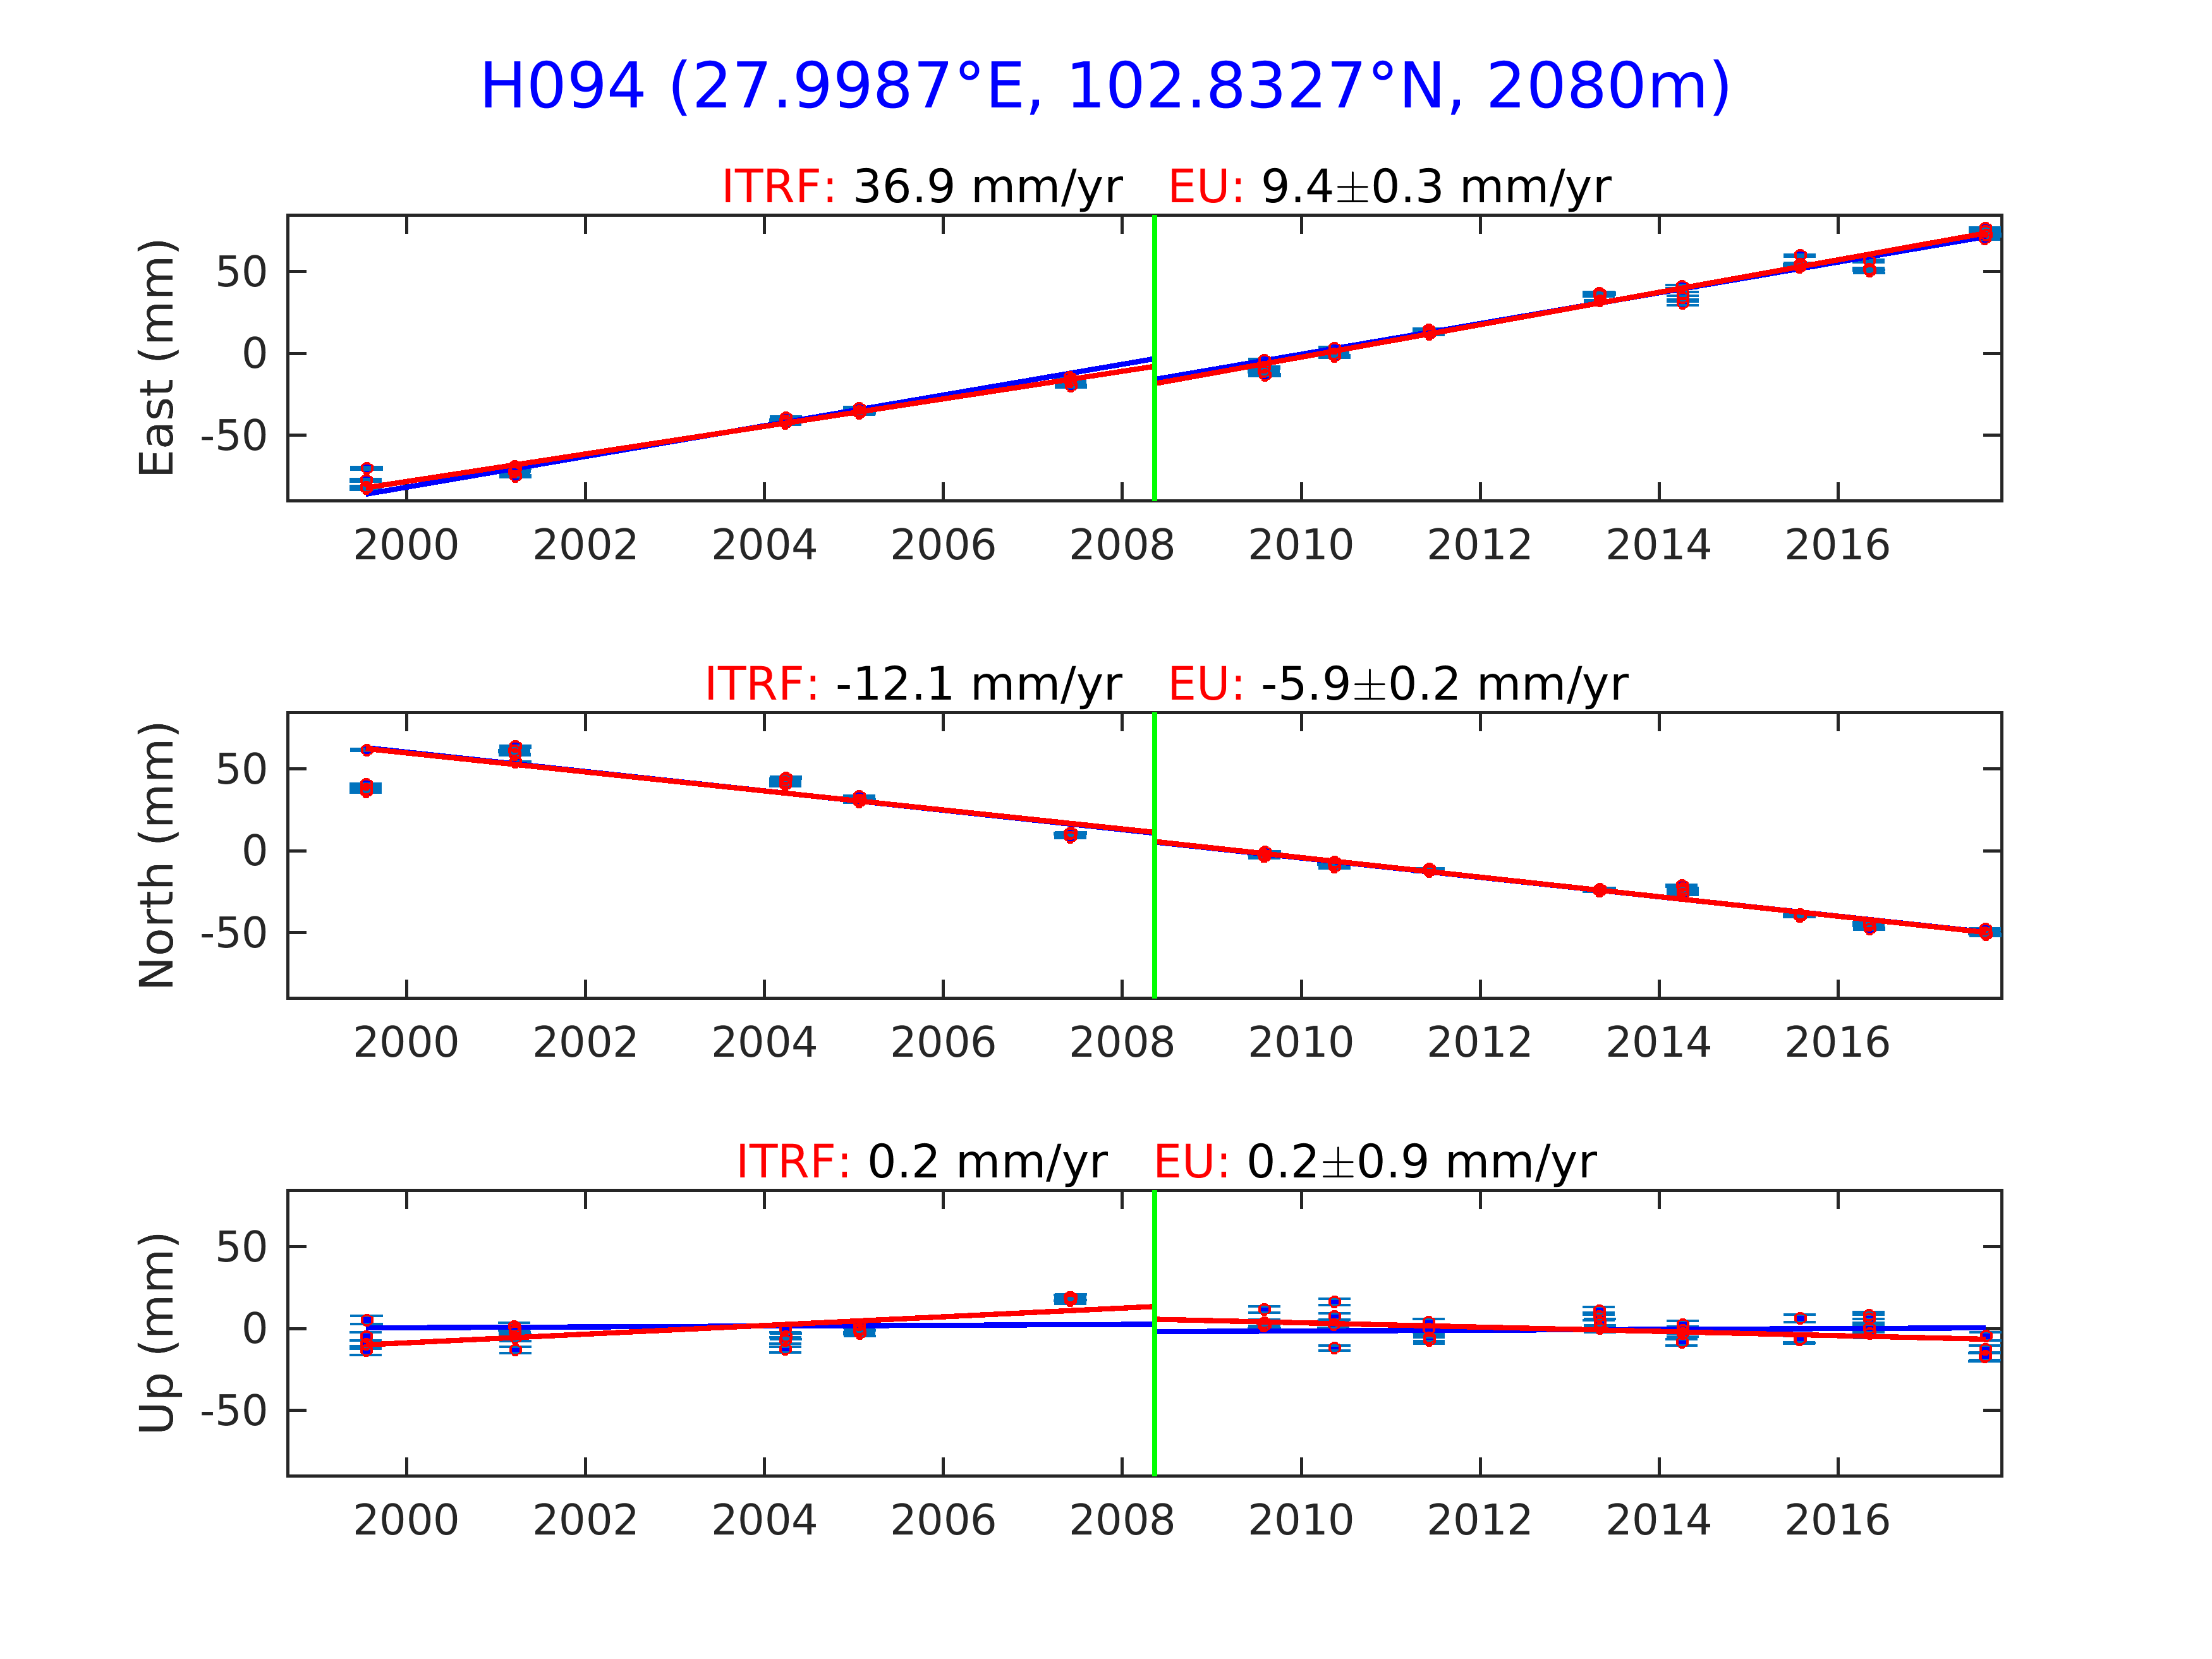 H094 (27.9987°E, 102.8327°N, 2080m)
ITRF: 36.9 mm/yr EU: 9.4±0.3 mm/yr
East (mm)
50
0
-50
2000 2002 2004 2006 2008 2010 2012 2014 2016
ITRF: -12.1 mm/yr EU: -5.9±0.2 mm/yr
North (mm)
50
0
-50
2000 2002 2004 2006 2008 2010 2012 2014 2016
ITRF: 0.2 mm/yr EU: 0.2±0.9 mm/yr
Up (mm)
50
0
-50
2000 2002 2004 2006 2008 2010 2012 2014 2016